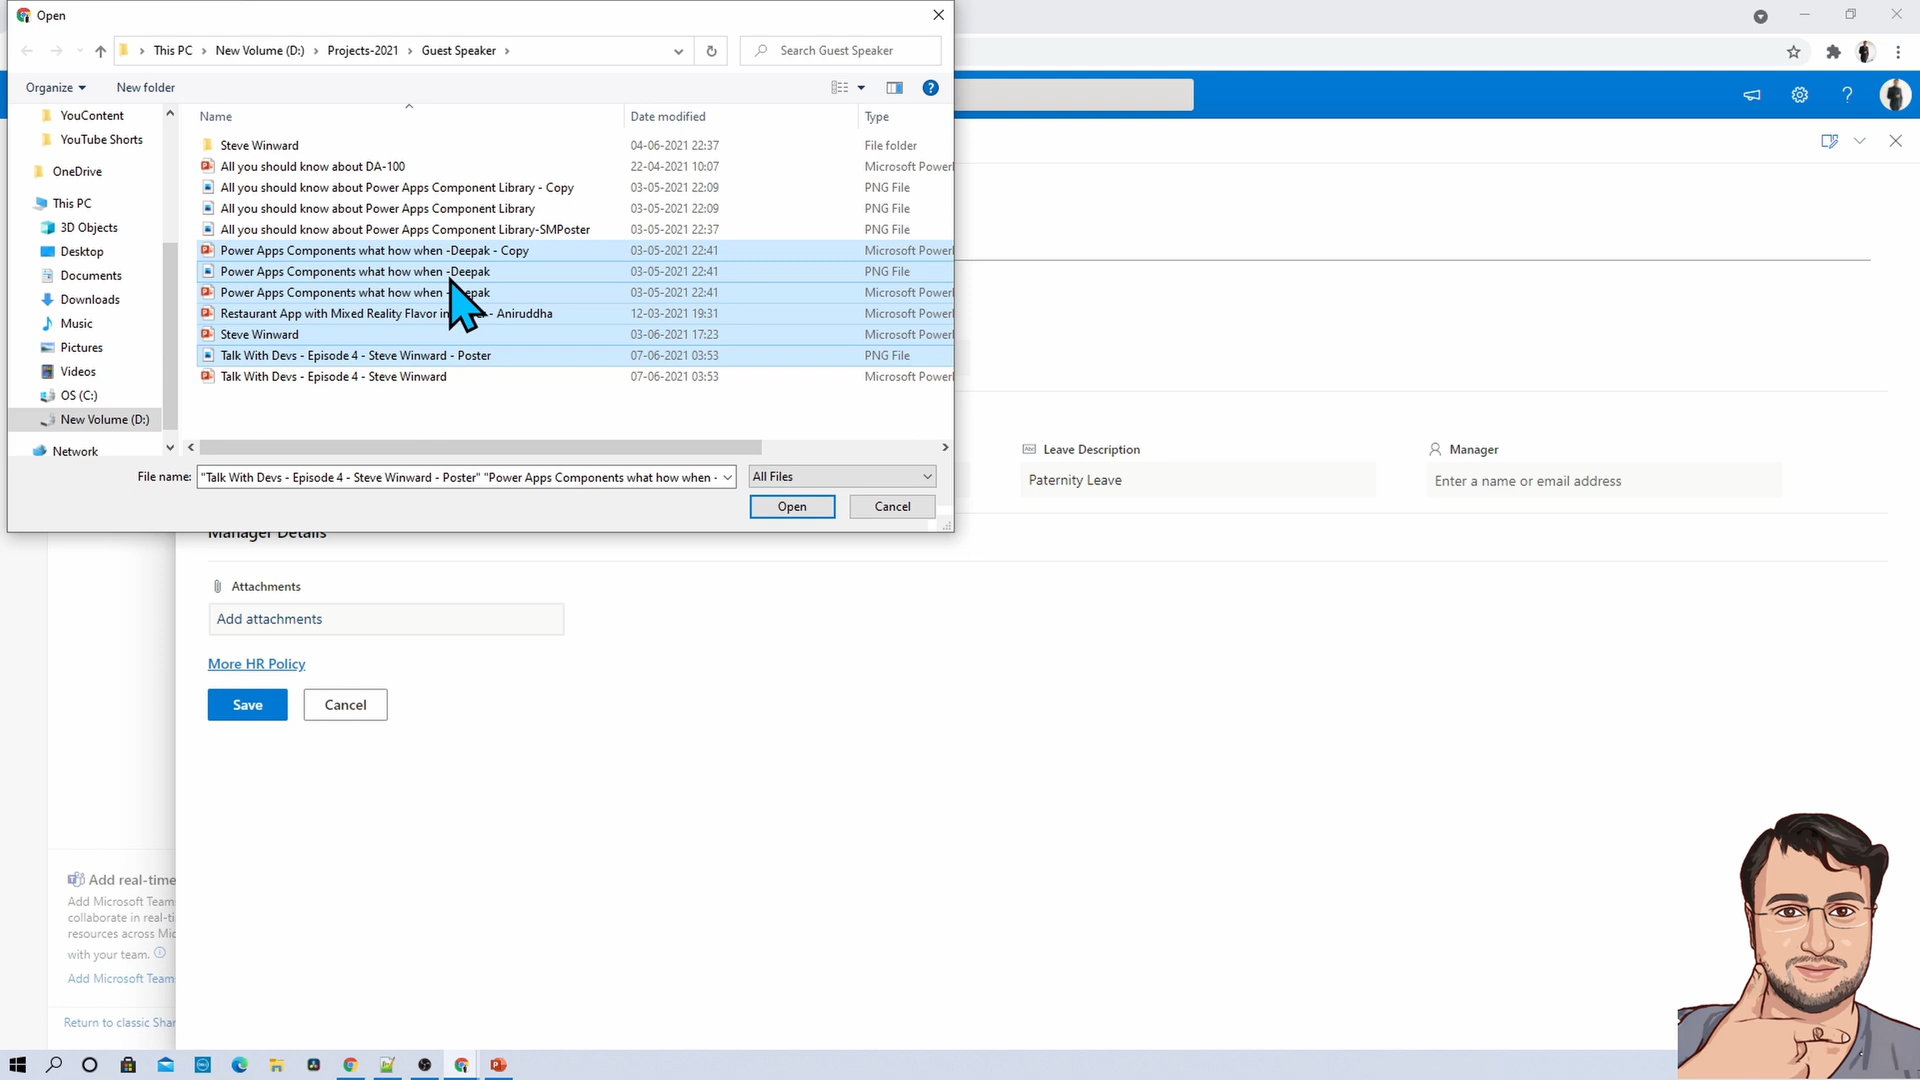 Open
This PC
New Volume (D:)
Projects-2021
Guest Speaker
Search Guest Speaker
Organize
New folder
YouContent
YouTube Shorts
OneDrive
This PC
3D Objects
Desktop
Documents
Downloads
Music
Pictures
Videos
OS (C:)
New Volume (D:)
Network
Name Date modified Type
Steve Winward 04-06-2021 22:37 File folder
All you should know about DA-100 22-04-2021 10:07 Microsoft Power
All you should know about Power Apps Component Library - Copy 03-05-2021 22:09 PNG File
All you should know about Power Apps Component Library 03-05-2021 22:09 PNG File
All you should know about Power Apps Component Library-SMPoster 03-05-2021 22:37 PNG File
Power Apps Components what how when -Deepak - Copy 03-05-2021 22:41 Microsoft Power
Power Apps Components what how when -Deepak 03-05-2021 22:41 PNG File
Power Apps Components what how when - epak 03-05-2021 22:41 Microsoft Power
Restaurant App with Mixed Reality Flavor in - Aniruddha 12-03-2021 19:31 Microsoft Power
Steve Winward 03-06-2021 17:23 Microsoft Power
Talk With Devs - Episode 4 - Steve Winward - Poster 07-06-2021 03:53 PNG File
Talk With Devs - Episode 4 - Steve Winward 07-06-2021 03:53 Microsoft Power
File name: "Talk With Devs - Episode 4 - Steve Winward - Poster" "Power Apps Components what how when - All Files
Open Cancel
Leave Description
Paternity Leave
Manager
Enter a name or email address
Manager Details
Attachments
Add attachments
More HR Policy
Save Cancel
Add real-time
Add Microsoft Team
collaborate in real-ti
resources across Mic
with your team.
Add Microsoft Team
Return to classic Shar